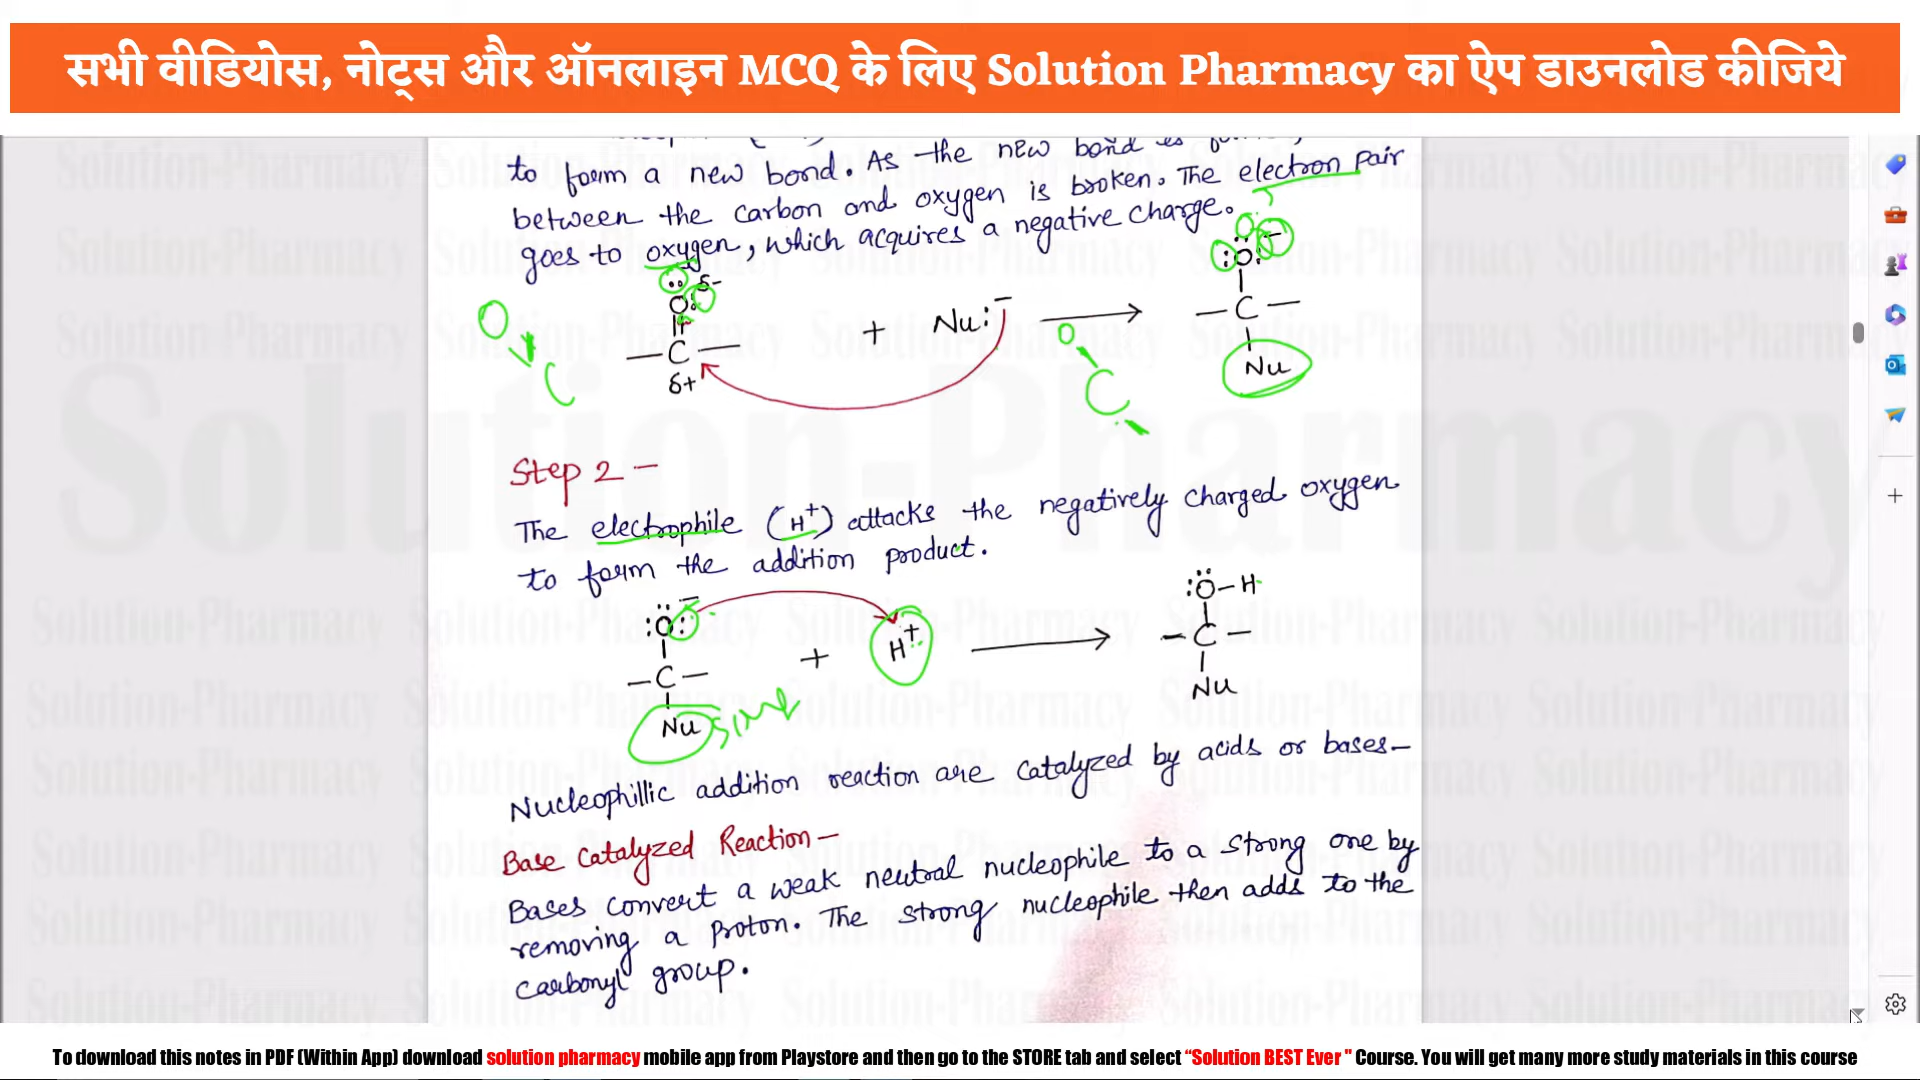 सभी वीडियोस, नोट्स और ऑनलाइन MCQ के लिए Solution Pharmacy का ऐप डाउनलोड कीजिये
to form a new bond. As the new bond is
between the carbon and oxygen is broken. The electron pair
goes to oxygen, which acquires a negative charge.
δ-
O
C
δ+
+ Nu:⁻
O
C
Nu
O
C
O
C
Step 2 –
The electrophile (H⁺) attacks the negatively charged oxygen
to form the addition product.
:O:⁻
C
Nu
+ H⁺
:O–H
–C–
Nu
Nucleophillic addition reaction are catalyzed by acids or bases–
Base Catalyzed Reaction–
Bases convert a weak neutral nucleophile to a strong one by
removing a proton. The strong nucleophile then adds to the
carbonyl group.
Solution-Pharmacy
To download this notes in PDF (Within App) download solution pharmacy mobile app from Playstore and then go to the STORE tab and select “Solution BEST Ever " Course. You will get many more study materials in this course